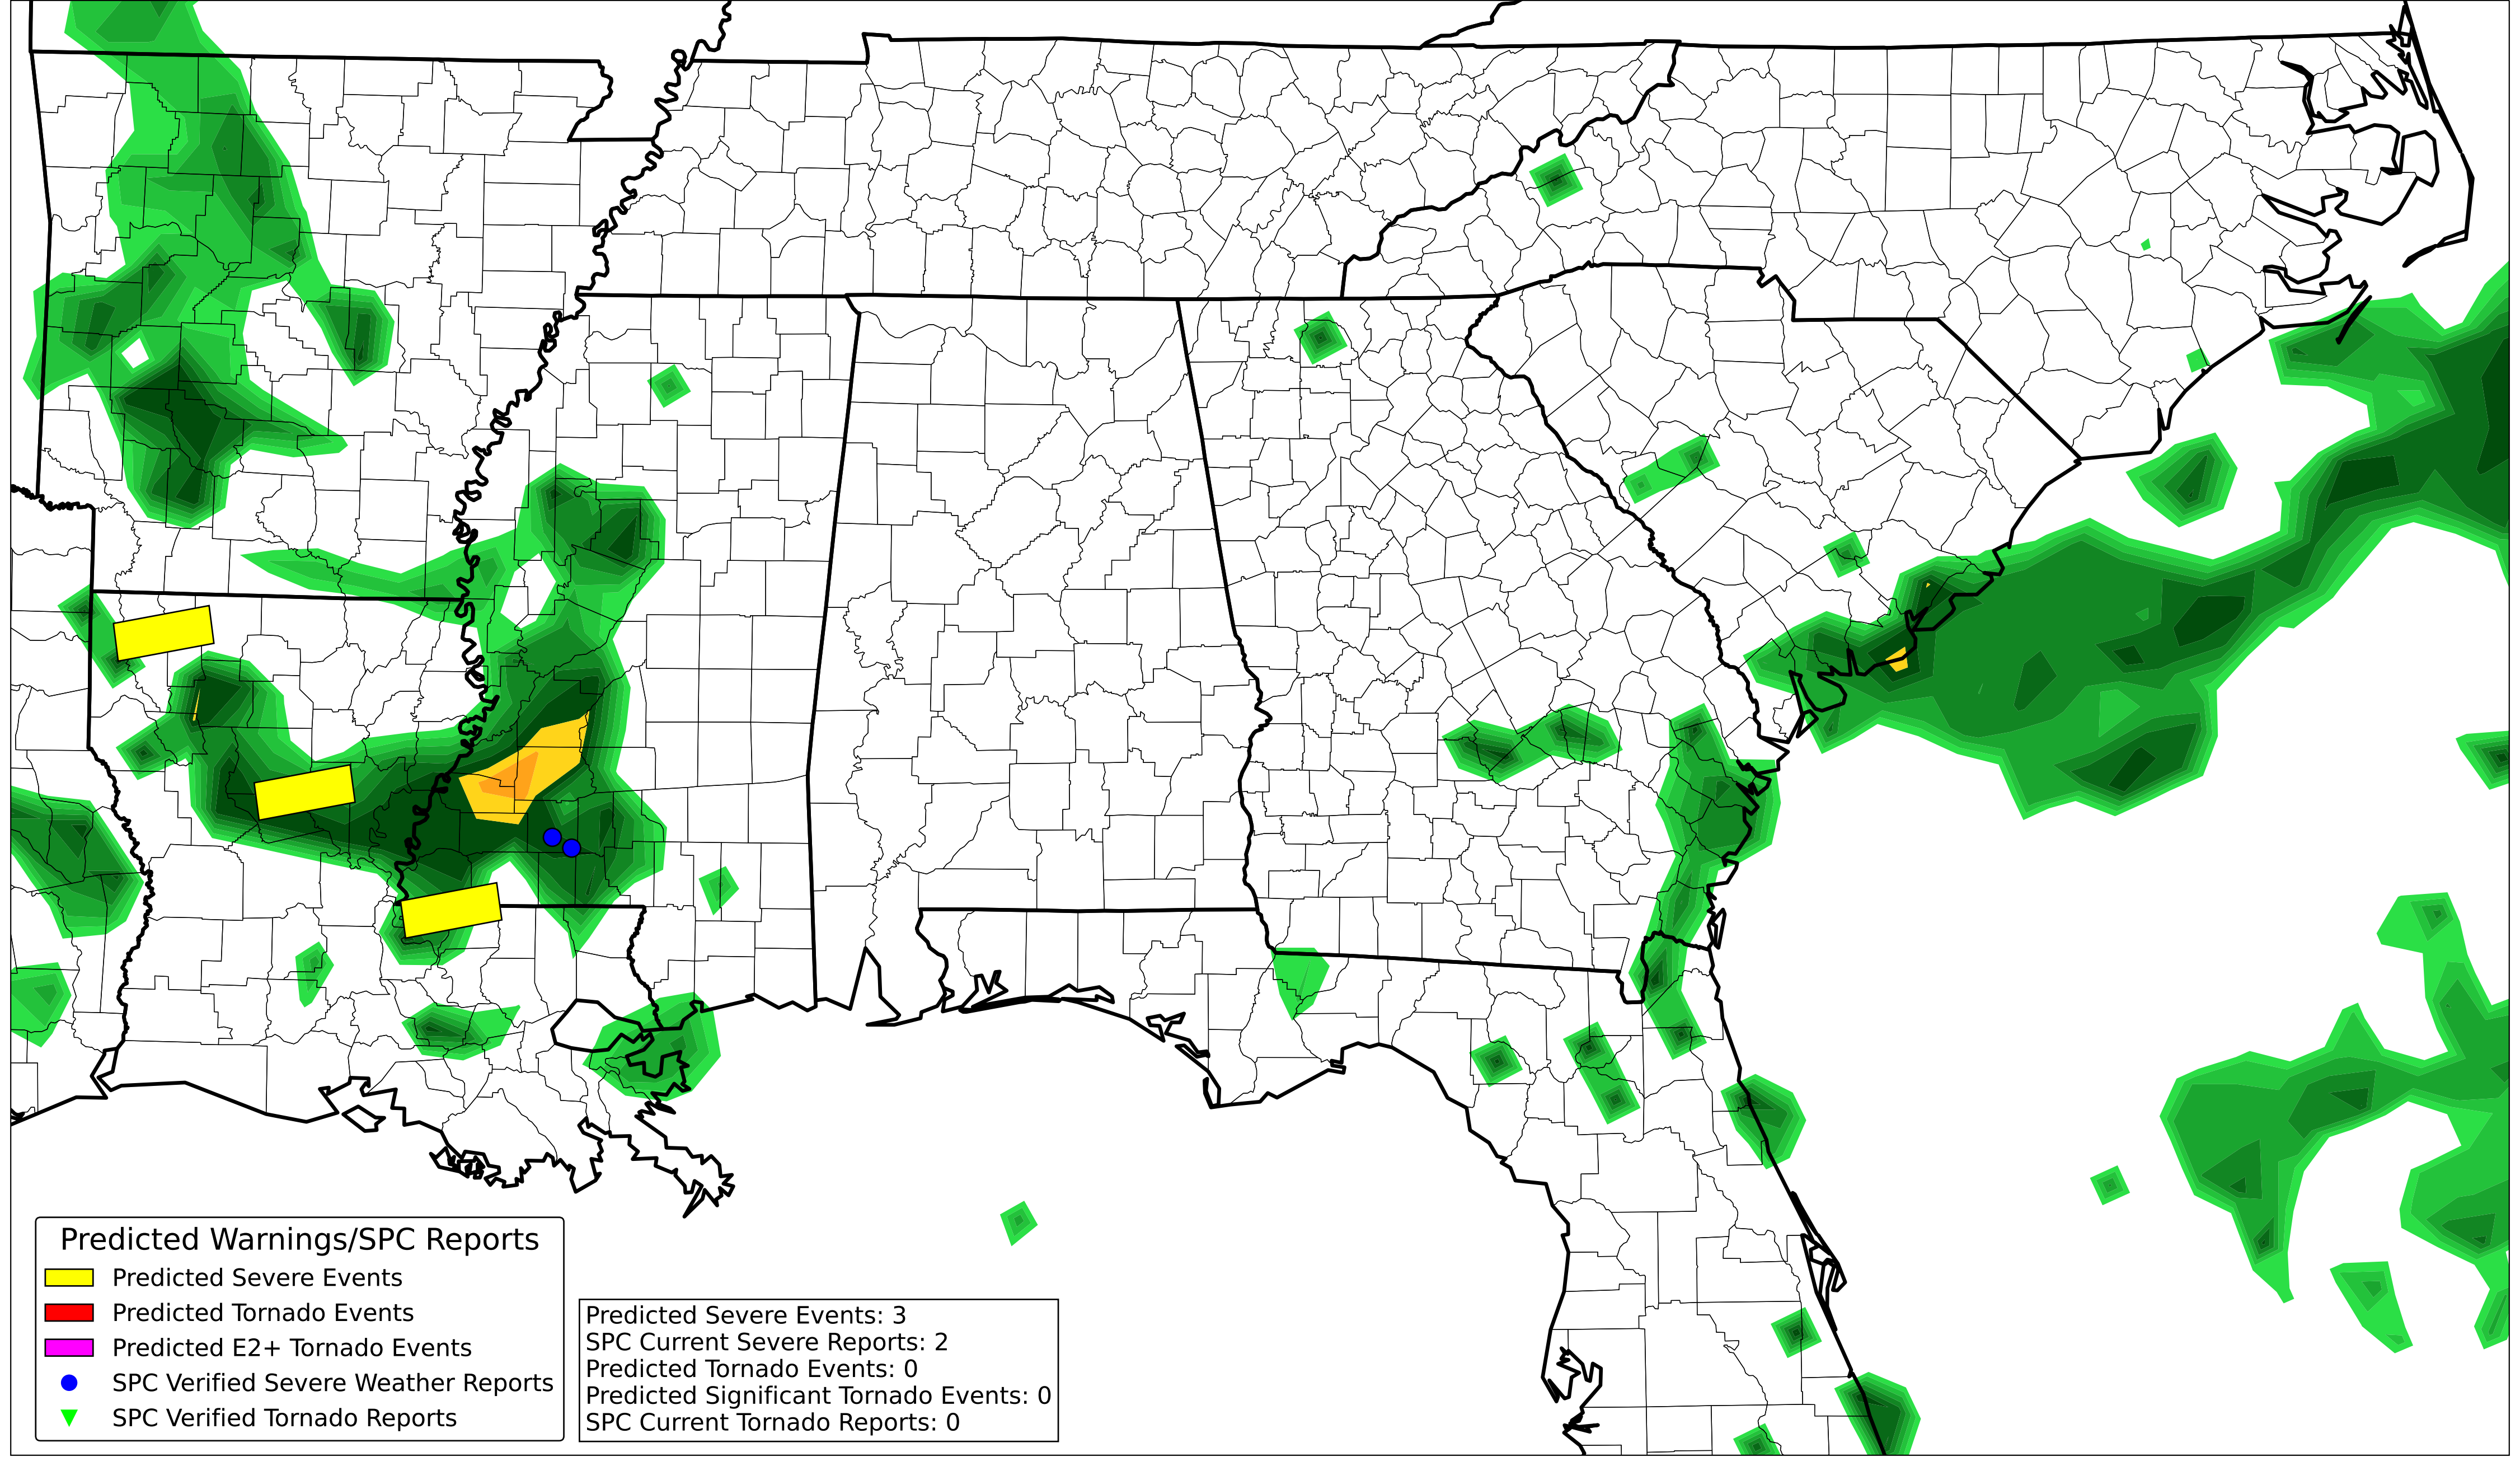 Predicted Warnings/SPC Reports
Predicted Severe Events
Predicted Tornado Events
Predicted E2+ Tornado Events
SPC Verified Severe Weather Reports
SPC Verified Tornado Reports
Predicted Severe Events: 3
SPC Current Severe Reports: 2
Predicted Tornado Events: 0
Predicted Significant Tornado Events: 0
SPC Current Tornado Reports: 0